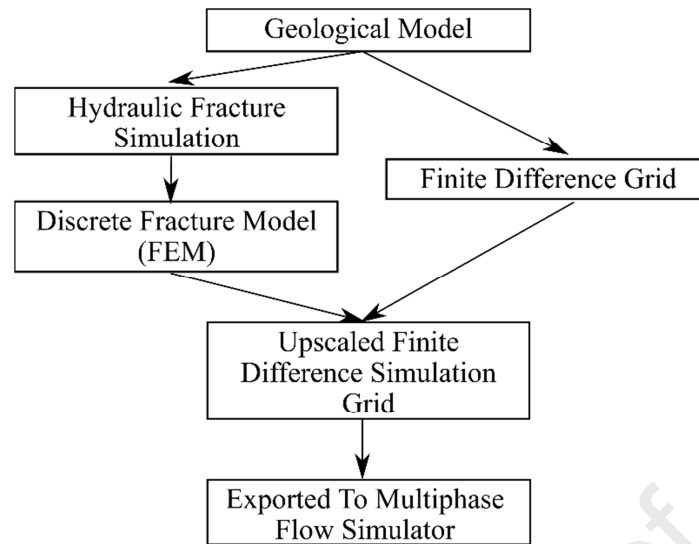 Geological Model
Hydraulic Fracture
Simulation
Finite Difference Grid
Discrete Fracture Model
(FEM)
Upscaled Finite
Difference Simulation
Grid
Exported To Multiphase
Flow Simulator